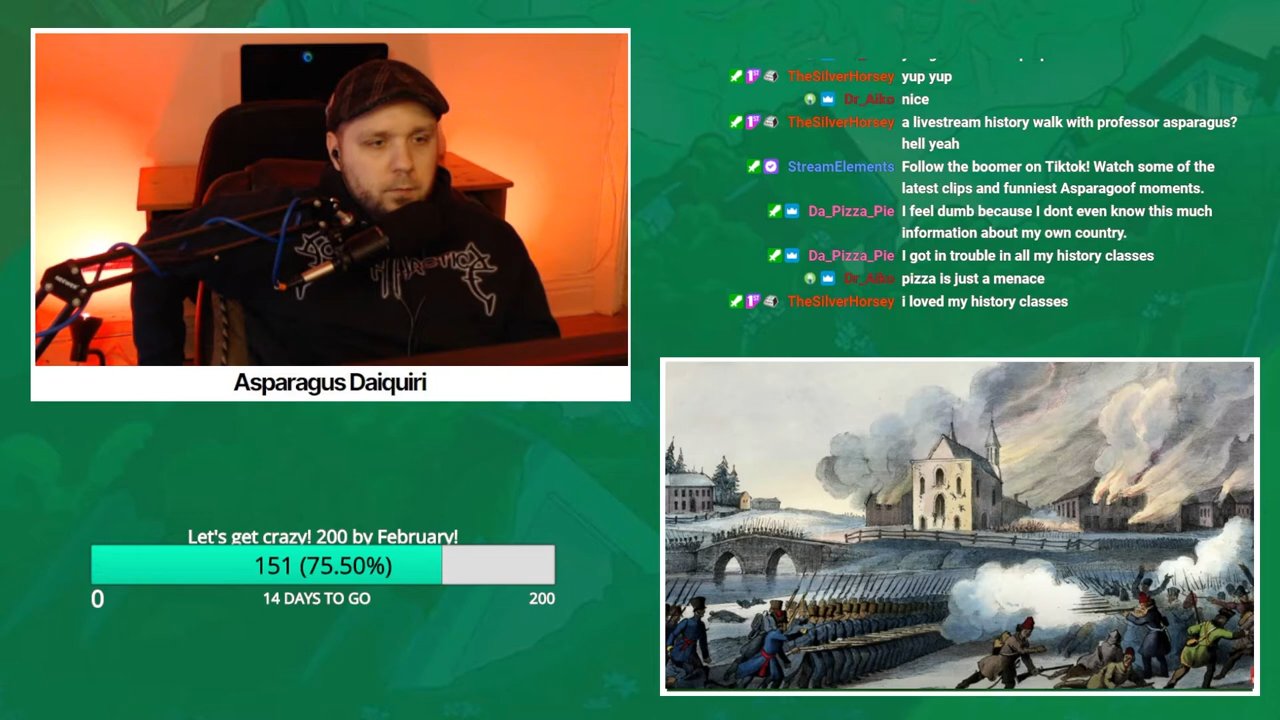 Asparagus Daiquiri
TheSilverHorsey yup yup
Dr_Aiko nice
TheSilverHorsey a livestream history walk with professor asparagus?
hell yeah
StreamElements Follow the boomer on Tiktok! Watch some of the
latest clips and funniest Asparagoof moments.
Da_Pizza_Pie I feel dumb because I dont even know this much
information about my own country.
Da_Pizza_Pie I got in trouble in all my history classes
Dr_Aiko pizza is just a menace
TheSilverHorsey i loved my history classes
Let's get crazy! 200 by February!
151 (75.50%)
0 14 DAYS TO GO 200